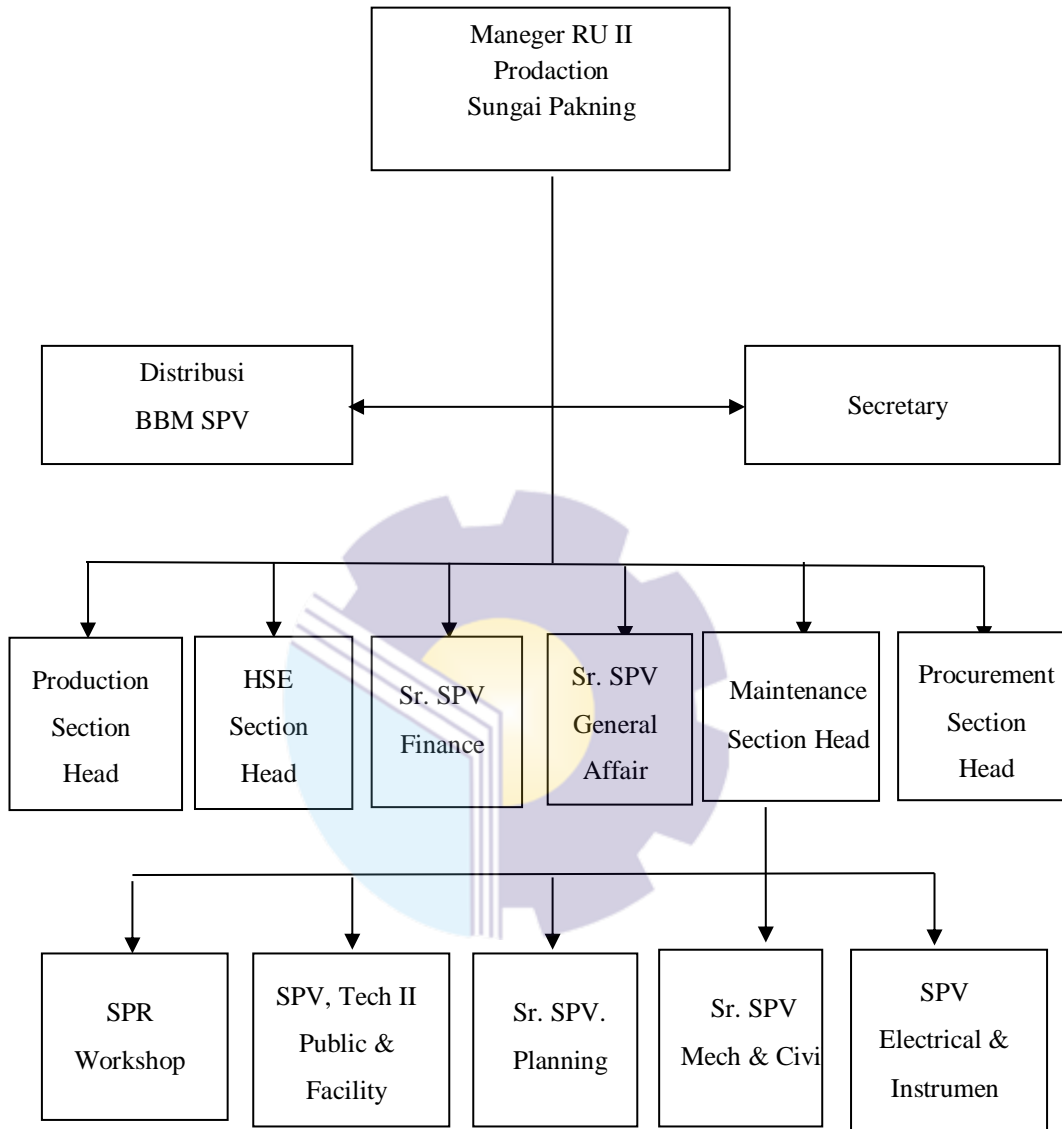 Maneger RU II
Prodaction
Sungai Pakning
Distribusi
BBM SPV
Secretary
Production
Section
Head
HSE
Section
Head
Sr. SPV
Finance
Sr. SPV
General
Affair
Maintenance
Section Head
Procurement
Section
Head
SPR
Workshop
SPV, Tech II
Public &
Facility
Sr. SPV.
Planning
Sr. SPV
Mech & Civi
SPV
Electrical &
Instrumen